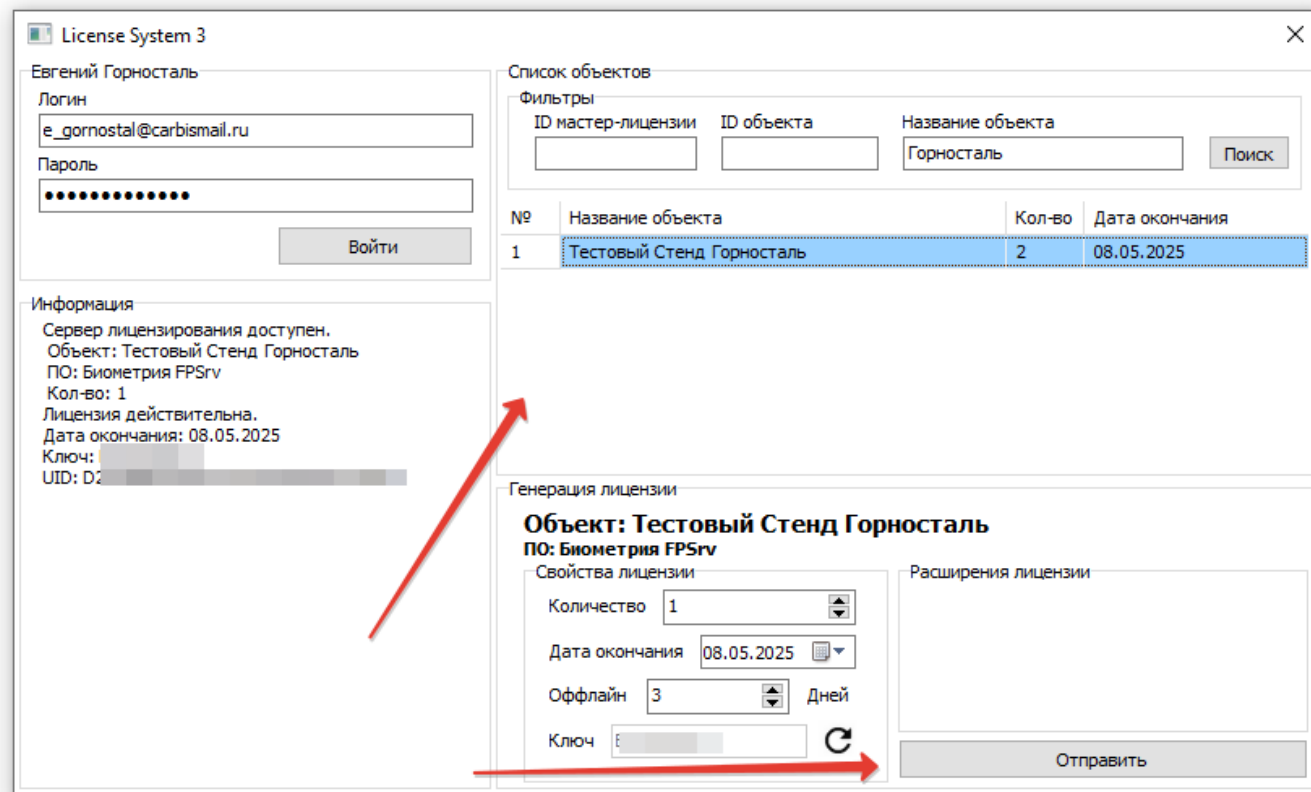 License System 3
Евгений Горносталь
Логин
e_gornostal@carbismail.ru
Пароль
Войти
Информация
Сервер лицензирования доступен.
Объект: Тестовый Стенд Горносталь
ПО: Биометрия FPSrv
Кол-во: 1
Лицензия действительна.
Дата окончания: 08.05.2025
Ключ:
UID: D2
Список объектов
Фильтры
ID мастер-лицензии ID объекта Название объекта
Горносталь Поиск
№ Название объекта Кол-во Дата окончания
1 Тестовый Стенд Горносталь 2 08.05.2025
Генерация лицензии
Объект: Тестовый Стенд Горносталь
ПО: Биометрия FPSrv
Свойства лицензии
Количество 1
Дата окончания 08.05.2025
Оффлайн 3 Дней
Ключ
Расширения лицензии
Отправить